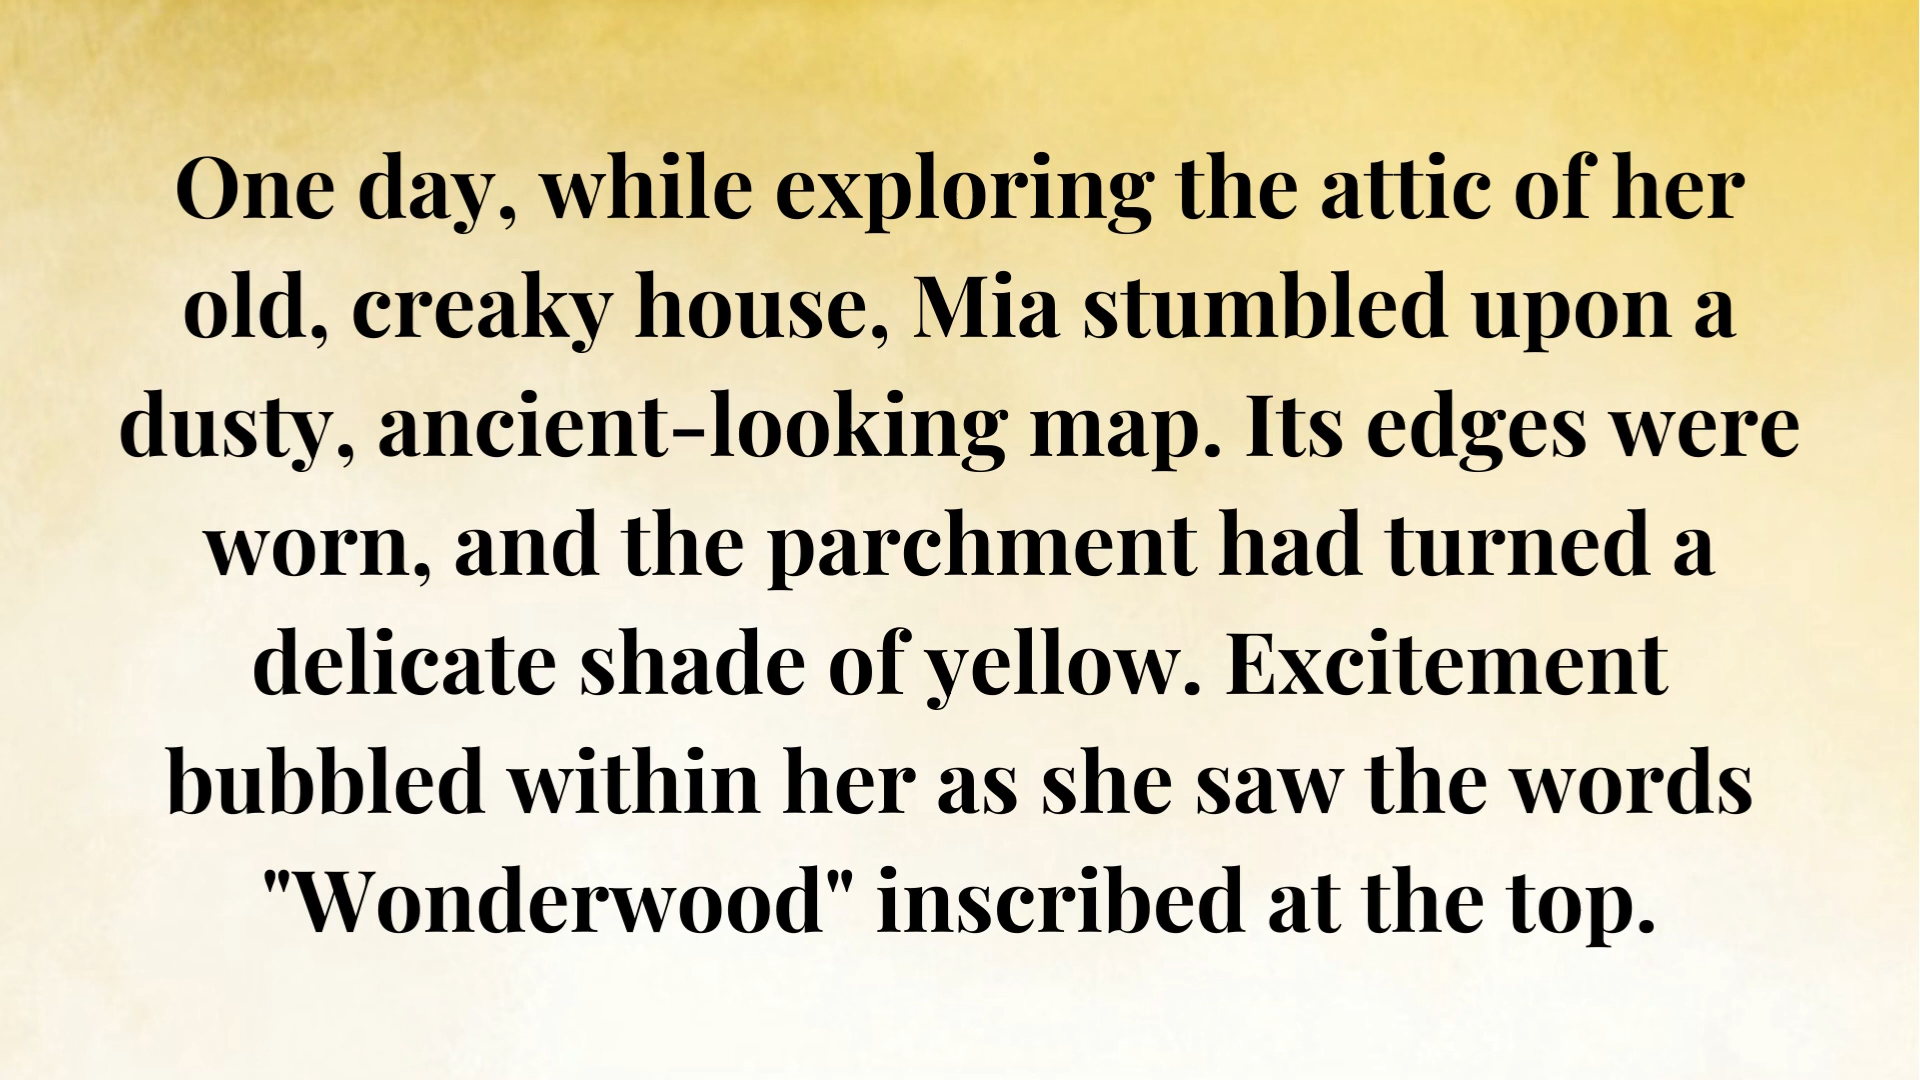 One day, while exploring the attic of her
old, creaky house, Mia stumbled upon a
dusty, ancient-looking map. Its edges were
worn, and the parchment had turned a
delicate shade of yellow. Excitement
bubbled within her as she saw the words
"Wonderwood" inscribed at the top.